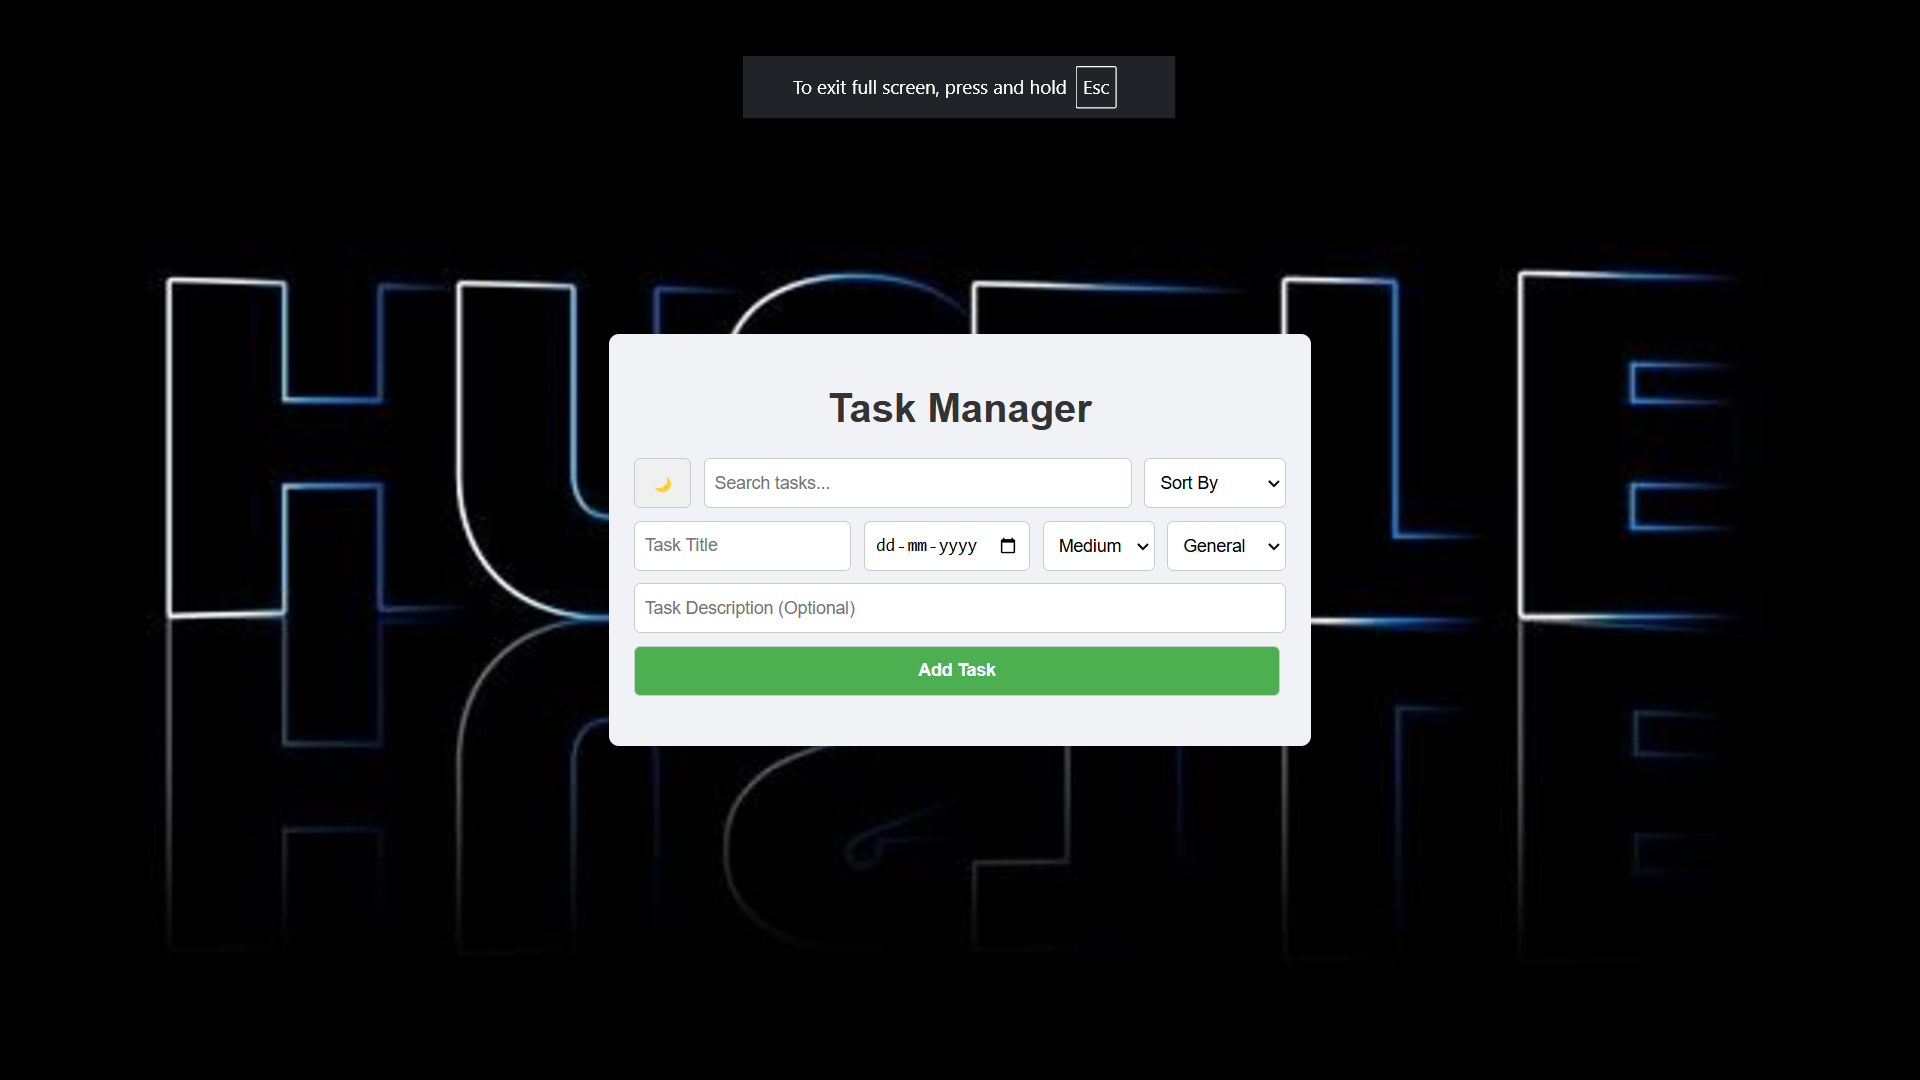 To exit full screen, press and hold Esc
HUSTLE
Task Manager
Search tasks... Sort By
Task Title dd-mm-yyyy Medium General
Task Description (Optional)
Add Task